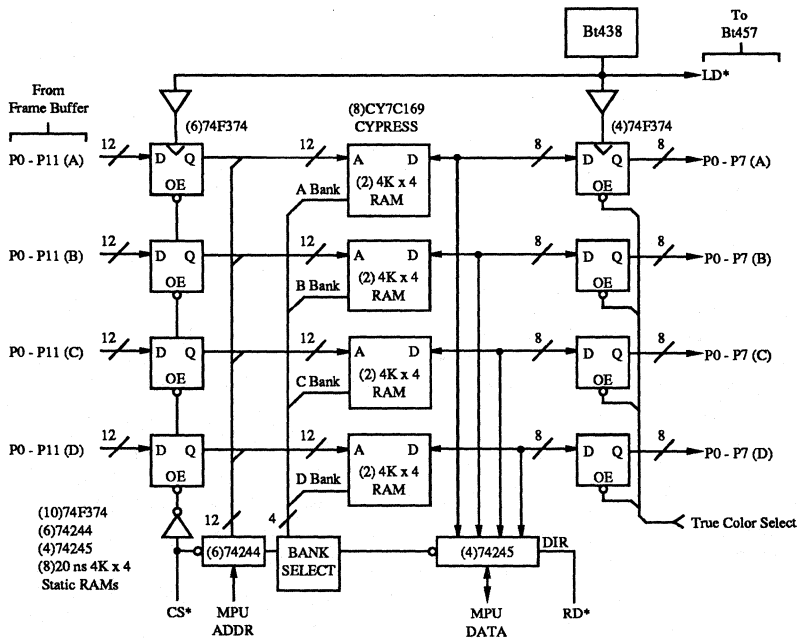 Bt438
To
Bt457
LD*
From
Frame Buffer
(6)74F374
(8)CY7C169
CYPRESS
(4)74F374
P0 - P11 (A)
12
D Q
OE
12
A D
(2) 4K x 4
RAM
A Bank
8
D Q
OE
8
P0 - P7 (A)
P0 - P11 (B)
12
D Q
OE
12
A D
(2) 4K x 4
RAM
B Bank
8
D Q
OE
8
P0 - P7 (B)
P0 - P11 (C)
12
D Q
OE
12
A D
(2) 4K x 4
RAM
C Bank
8
D Q
OE
8
P0 - P7 (C)
P0 - P11 (D)
12
D Q
OE
12
A D
(2) 4K x 4
RAM
D Bank
8
D Q
OE
8
P0 - P7 (D)
(10)74F374
(6)74244
(4)74245
(8)20 ns 4K x 4
Static RAMs
12
4
True Color Select
(6)74244
BANK
SELECT
(4)74245
DIR
CS*
MPU
ADDR
MPU
DATA
RD*